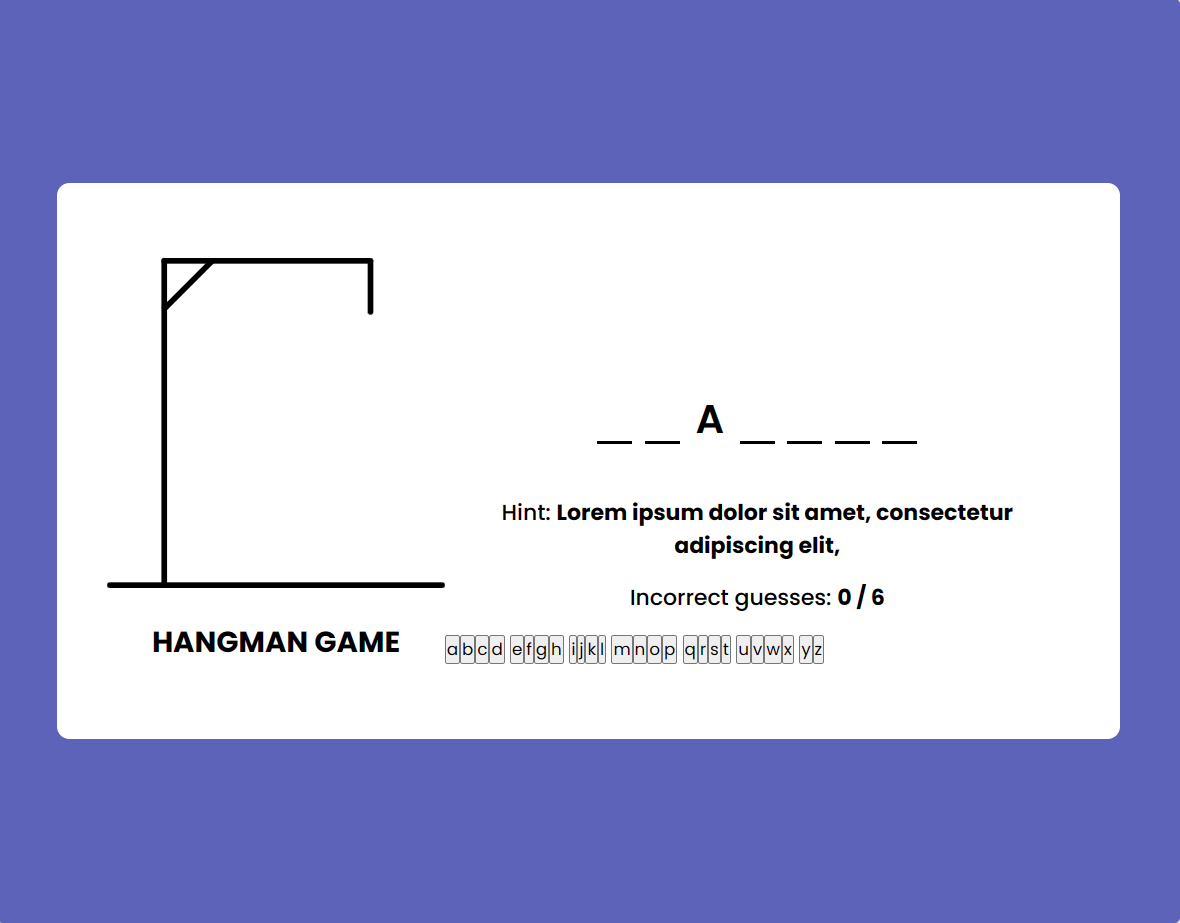 A
Hint: Lorem ipsum dolor sit amet, consectetur
adipiscing elit,
Incorrect guesses: 0 / 6
HANGMAN GAME
a b c d e f g h i j k l m n o p q r s t u v w x y z